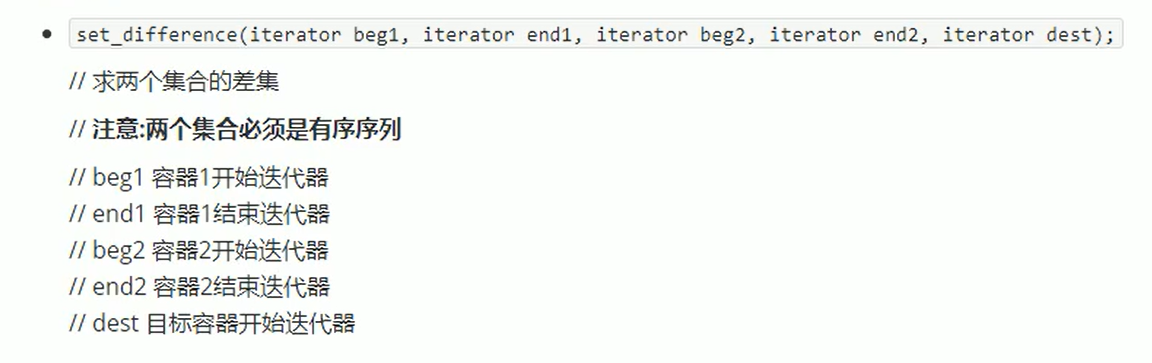 set_difference(iterator beg1, iterator end1, iterator beg2, iterator end2, iterator dest);
// 求两个集合的差集
// 注意:两个集合必须是有序序列
// beg1 容器1开始迭代器
// end1 容器1结束迭代器
// beg2 容器2开始迭代器
// end2 容器2结束迭代器
// dest 目标容器开始迭代器